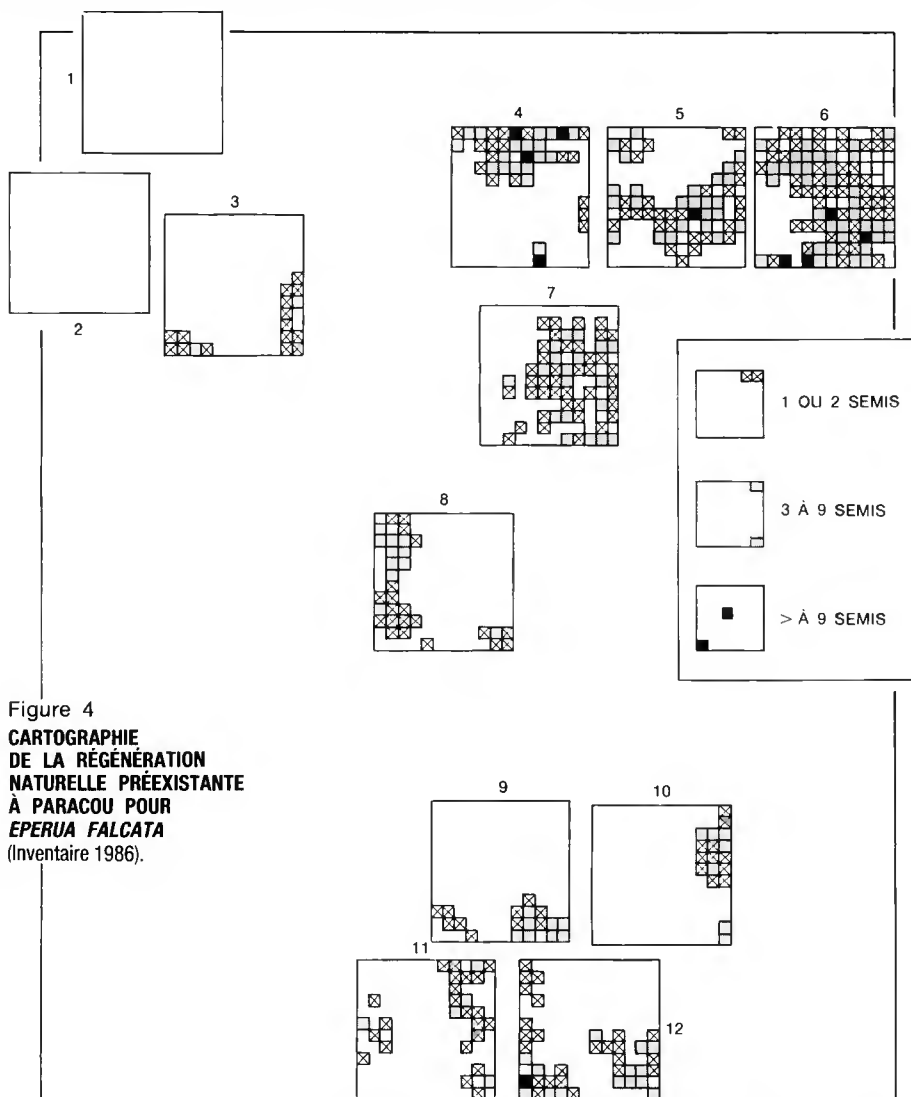 1
2
3
4
5
6
7
1 OU 2 SEMIS
3 À 9 SEMIS
> À 9 SEMIS
8
Figure 4
CARTOGRAPHIE
DE LA RÉGÉNÉRATION
NATURELLE PRÉEXISTANTE
À PARACOU POUR
EPERUA FALCATA
(Inventaire 1986).
9
10
11
12